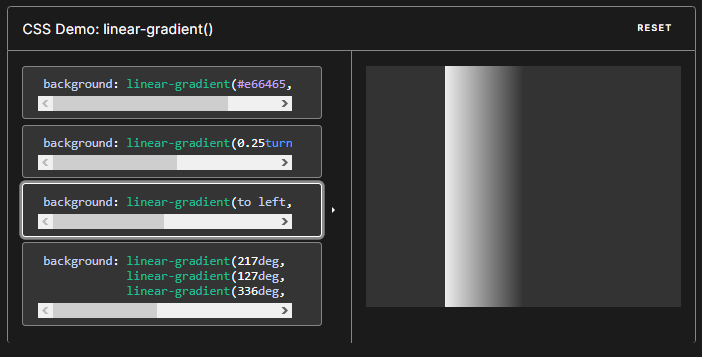 CSS Demo: linear-gradient()
RESET
background: linear-gradient(#e66465,
background: linear-gradient(0.25turn
background: linear-gradient(to left,
background: linear-gradient(217deg,
linear-gradient(127deg,
linear-gradient(336deg,